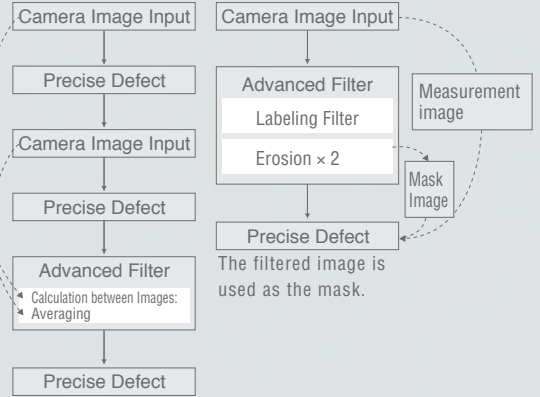 Camera Image Input
Precise Defect
Camera Image Input
Precise Defect
Advanced Filter
Calculation between Images:
Averaging
Precise Defect
Camera Image Input
Advanced Filter
Labeling Filter
Erosion × 2
Measurement
image
Mask
Image
Precise Defect
The filtered image is
used as the mask.